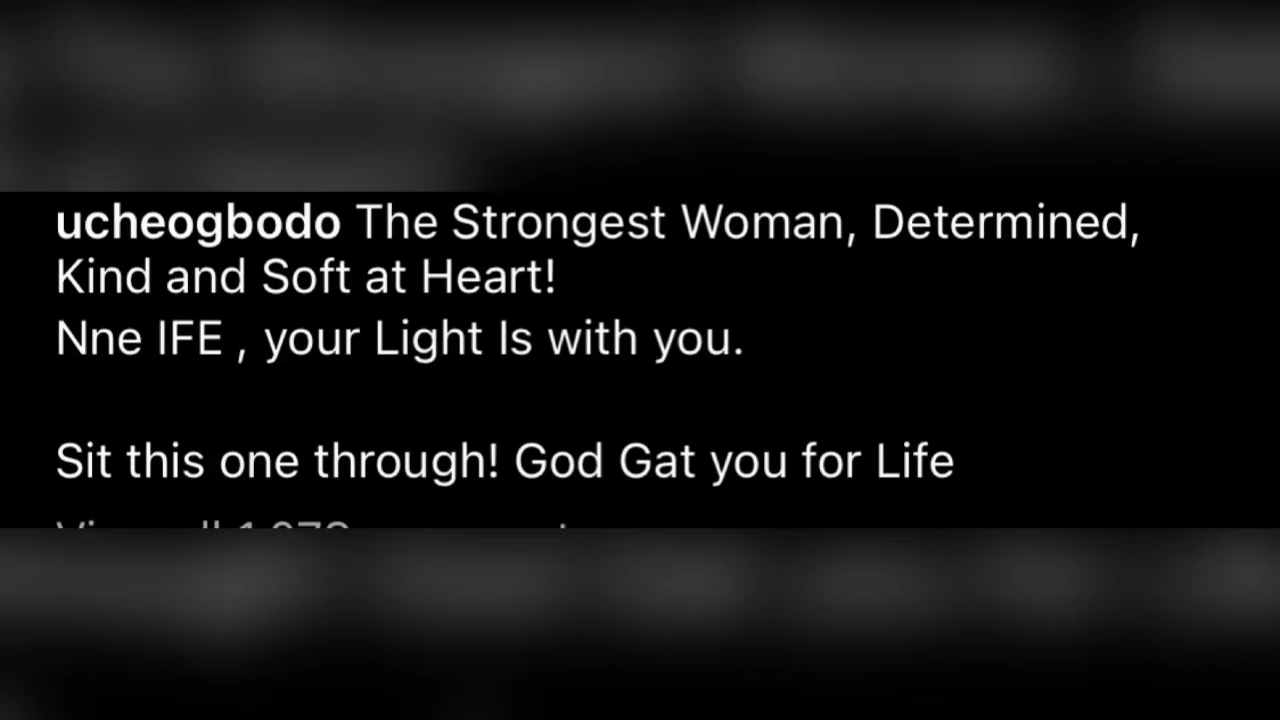 ucheogbodo The Strongest Woman, Determined,
Kind and Soft at Heart!
Nne IFE , your Light Is with you.
Sit this one through! God Gat you for Life